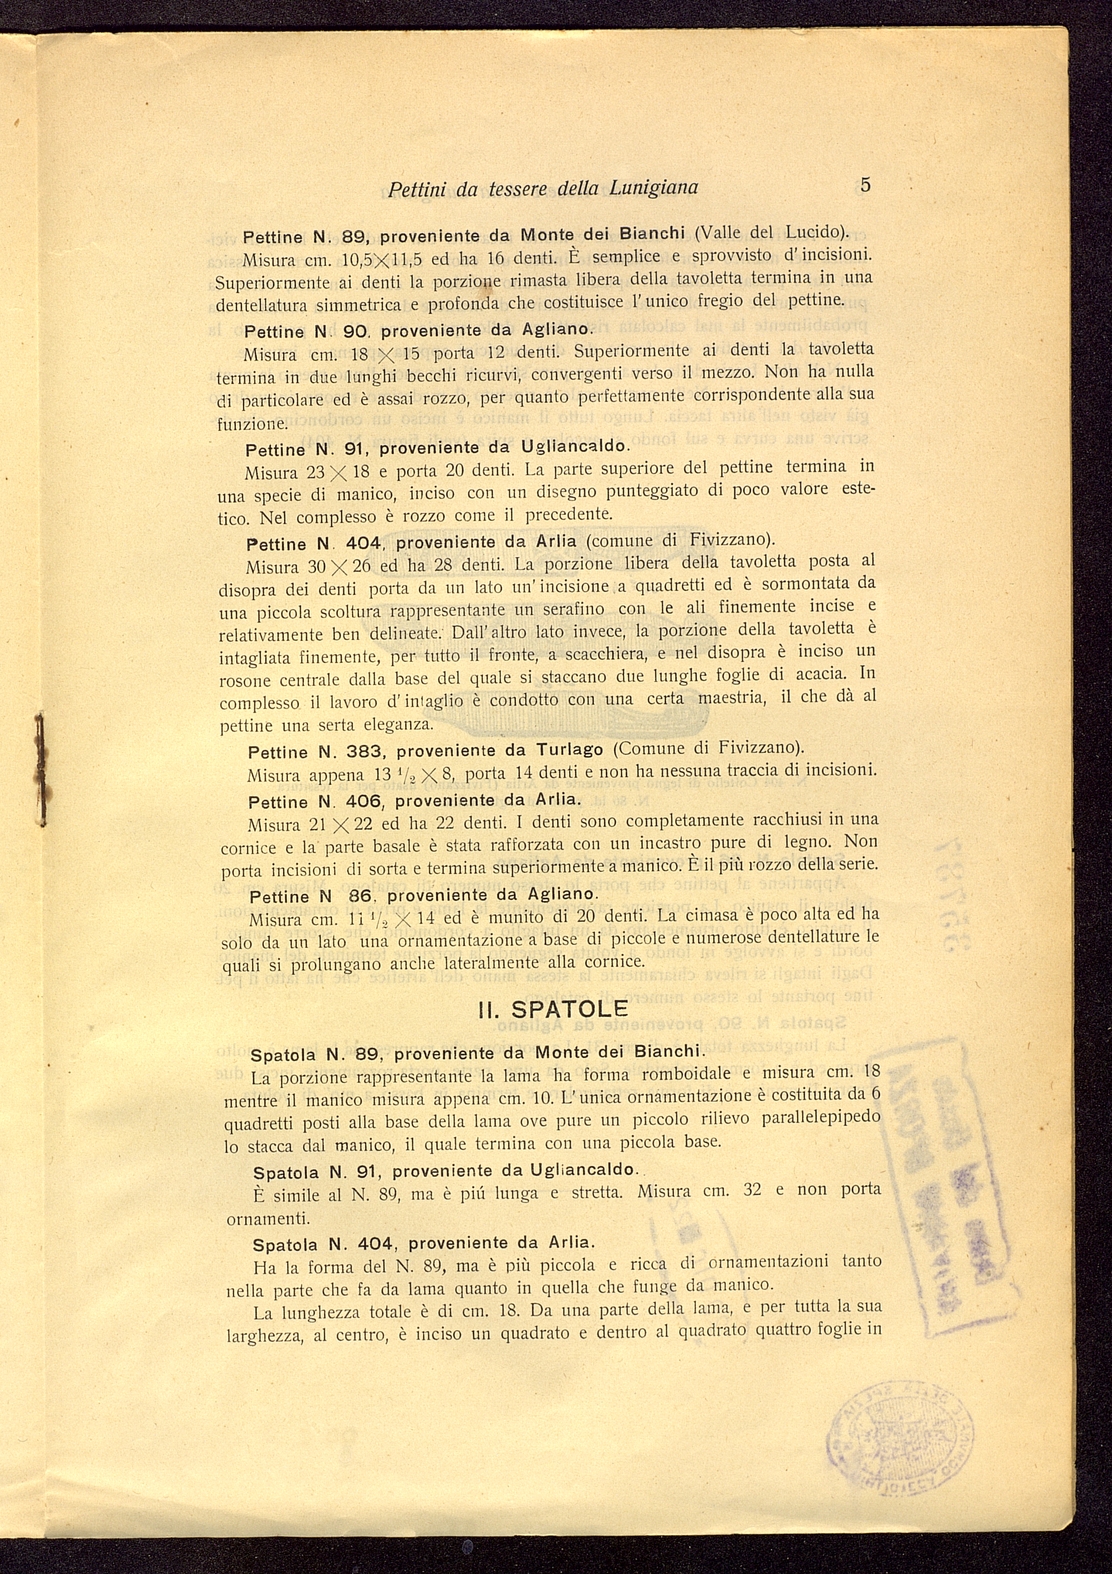 Pettini da tessere della Lunigiana 5
Pettine N. 89, proveniente da Monte dei Bianchi (Valle del Lucido).
Misura cm. 10,5×11,5 ed ha 16 denti. È semplice e sprovvisto d'incisioni.
Superiormente ai denti la porzione rimasta libera della tavoletta termina in una
dentellatura simmetrica e profonda che costituisce l'unico fregio del pettine.
Pettine N. 90, proveniente da Agliano.
Misura cm. 18 × 15 porta 12 denti. Superiormente ai denti la tavoletta
termina in due lunghi becchi ricurvi, convergenti verso il mezzo. Non ha nulla
di particolare ed è assai rozzo, per quanto perfettamente corrispondente alla sua
funzione.
Pettine N. 91, proveniente da Ugliancaldo.
Misura 23 × 18 e porta 20 denti. La parte superiore del pettine termina in
una specie di manico, inciso con un disegno punteggiato di poco valore este-
tico. Nel complesso è rozzo come il precedente.
Pettine N. 404, proveniente da Arlia (comune di Fivizzano).
Misura 30 × 26 ed ha 28 denti. La porzione libera della tavoletta posta al
disopra dei denti porta da un lato un'incisione a quadretti ed è sormontata da
una piccola scoltura rappresentante un serafino con le ali finemente incise e
relativamente ben delineate. Dall'altro lato invece, la porzione della tavoletta è
intagliata finemente, per tutto il fronte, a scacchiera, e nel disopra è inciso un
rosone centrale dalla base del quale si staccano due lunghe foglie di acacia. In
complesso il lavoro d'intaglio è condotto con una certa maestria, il che dà al
pettine una serta eleganza.
Pettine N. 383, proveniente da Turlago (Comune di Fivizzano).
Misura appena 13 1/2 × 8, porta 14 denti e non ha nessuna traccia di incisioni.
Pettine N. 406, proveniente da Arlia.
Misura 21 × 22 ed ha 22 denti. I denti sono completamente racchiusi in una
cornice e la parte basale è stata rafforzata con un incastro pure di legno. Non
porta incisioni di sorta e termina superiormente a manico. È il più rozzo della serie.
Pettine N 86, proveniente da Agliano.
Misura cm. 11 1/2 × 14 ed è munito di 20 denti. La cimasa è poco alta ed ha
solo da un lato una ornamentazione a base di piccole e numerose dentellature le
quali si prolungano anche lateralmente alla cornice.
II. SPATOLE
Spatola N. 89, proveniente da Monte dei Bianchi.
La porzione rappresentante la lama ha forma romboidale e misura cm. 18
mentre il manico misura appena cm. 10. L'unica ornamentazione è costituita da 6
quadretti posti alla base della lama ove pure un piccolo rilievo parallelepipedo
lo stacca dal manico, il quale termina con una piccola base.
Spatola N. 91, proveniente da Ugliancaldo.
È simile al N. 89, ma è piú lunga e stretta. Misura cm. 32 e non porta
ornamenti.
Spatola N. 404, proveniente da Arlia.
Ha la forma del N. 89, ma è più piccola e ricca di ornamentazioni tanto
nella parte che fa da lama quanto in quella che funge da manico.
La lunghezza totale è di cm. 18. Da una parte della lama, e per tutta la sua
larghezza, al centro, è inciso un quadrato e dentro al quadrato quattro foglie in